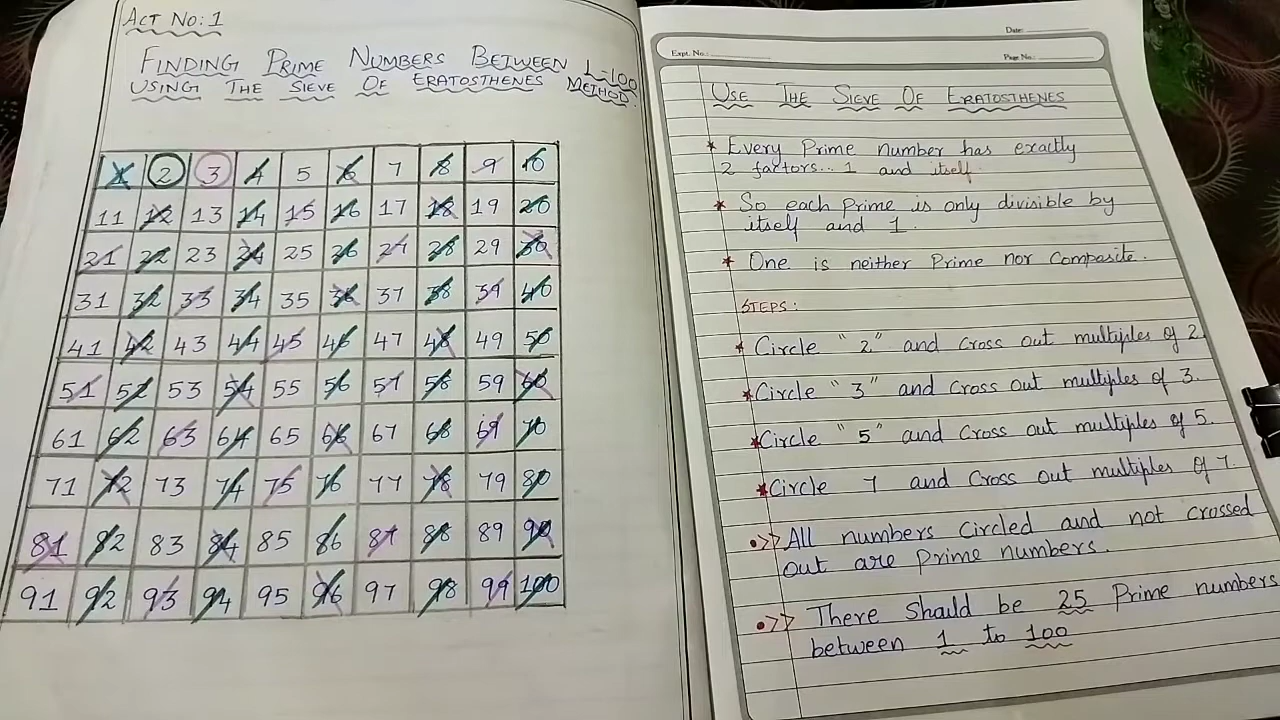 ACT NO: 1
FINDING PRIME NUMBERS BETWEEN 1-100
USING THE SIEVE OF ERATOSTHENES METHOD.
1 2 3 4 5 6 7 8 9 10
11 12 13 14 15 16 17 18 19 20
21 22 23 24 25 26 27 28 29 30
31 32 33 34 35 36 37 38 39 40
41 42 43 44 45 46 47 48 49 50
51 52 53 54 55 56 57 58 59 60
61 62 63 64 65 66 67 68 69 70
71 72 73 74 75 76 77 78 79 80
81 82 83 84 85 86 87 88 89 90
91 92 93 94 95 96 97 98 99 100
Date:
Expt. No.:
Page No.:
USE THE SIEVE OF ERATOSTHENES
* Every Prime number has exactly
2 factors... 1 and itself.
* So each Prime is only divisible by
itself and 1.
* One is neither Prime nor Composite.
STEPS:
* Circle "2" and Cross out multiples of 2.
* Circle "3" and Cross out multiples of 3.
* Circle "5" and Cross out multiples of 5.
* Circle 7 and Cross out multiples of 7.
•>> All numbers Circled and not crossed
out are Prime numbers.
•>> There should be 25 Prime numbers
between 1 to 100